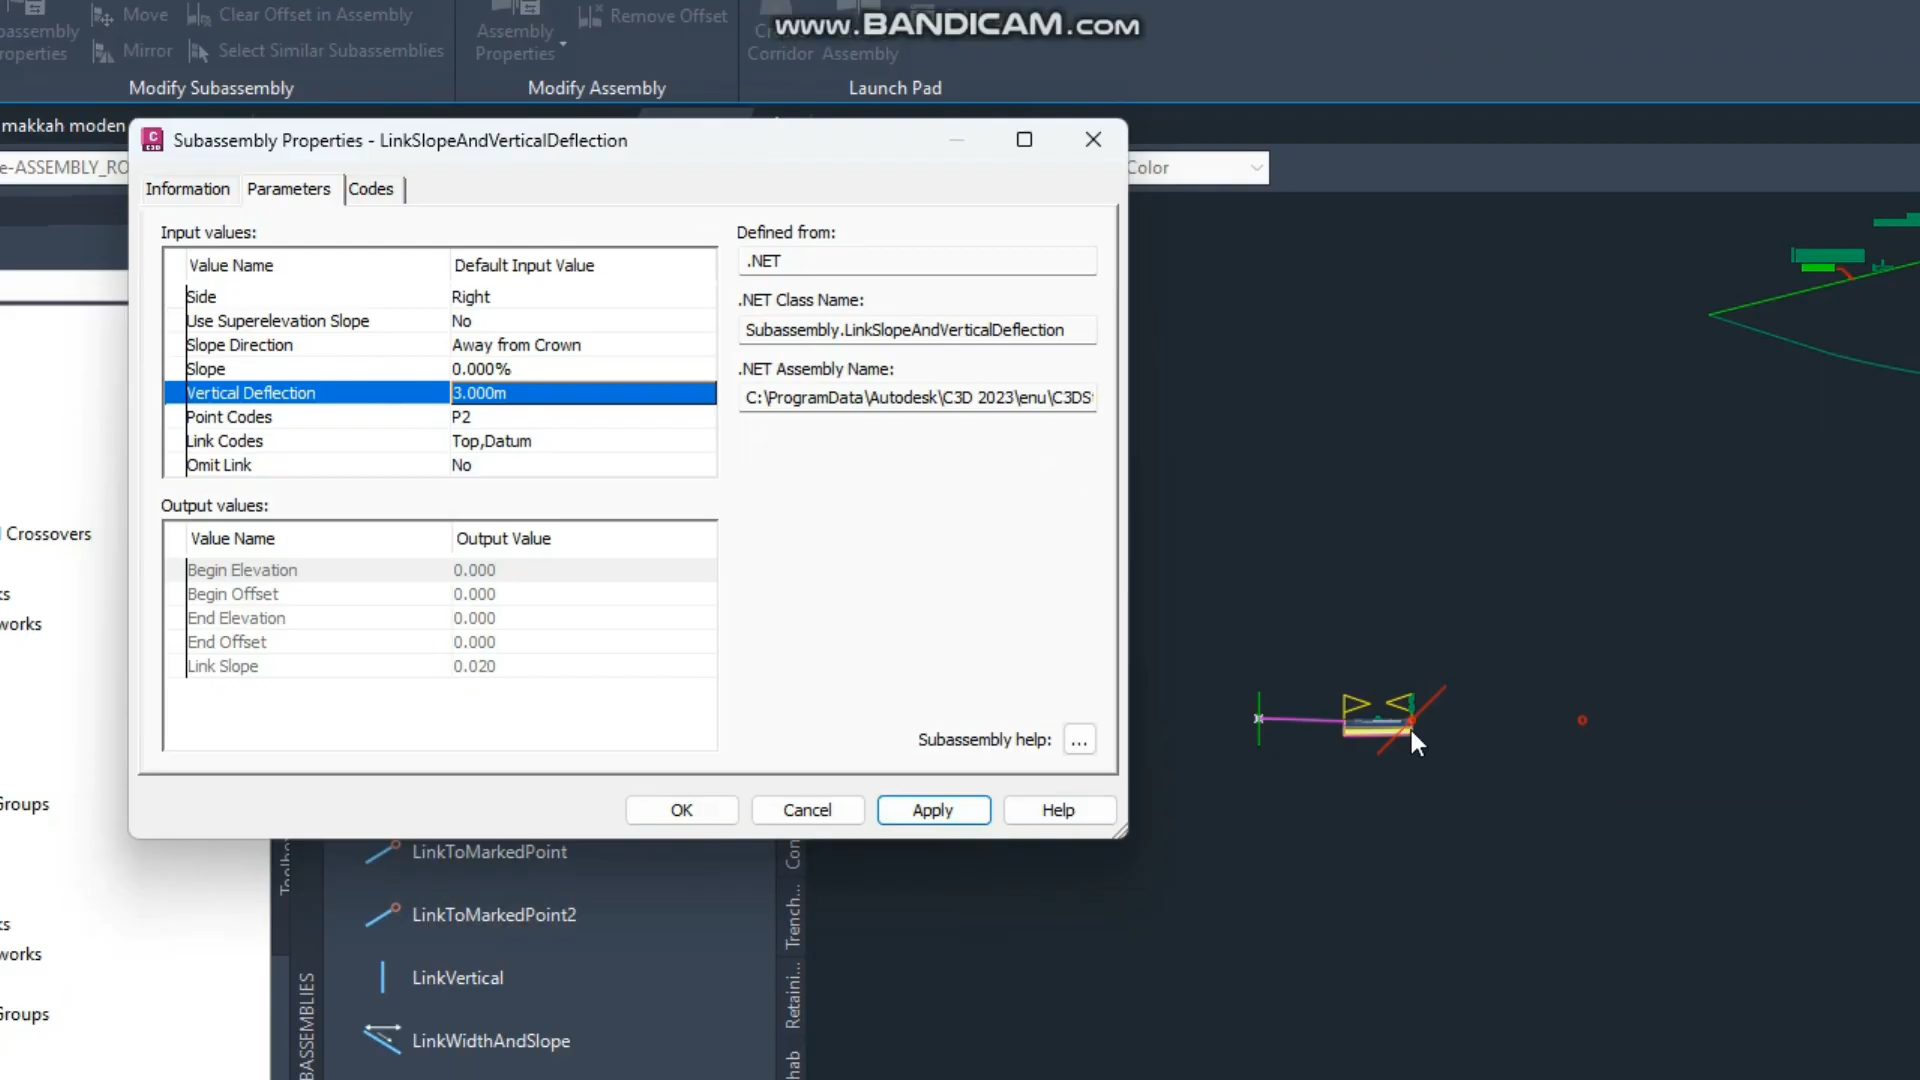 www.BANDICAM.com
Move
Clear Offset in Assembly
Assembly
Properties
Remove Offset
Mirror
Select Similar Subassemblies
Corridor
Assembly
Modify Subassembly
Modify Assembly
Launch Pad
makkah moden
e-ASSEMBLY_RO
Color
Subassembly Properties - LinkSlopeAndVerticalDeflection
Information
Parameters
Codes
Input values:
Value Name
Default Input Value
Side
Right
Use Superelevation Slope
No
Slope Direction
Away from Crown
Slope
0.000%
Vertical Deflection
3.000m
Point Codes
P2
Link Codes
Top,Datum
Omit Link
No
Defined from:
.NET
.NET Class Name:
Subassembly.LinkSlopeAndVerticalDeflection
.NET Assembly Name:
C:\ProgramData\Autodesk\C3D 2023\enu\C3DS
Output values:
Value Name
Output Value
Begin Elevation
0.000
Begin Offset
0.000
End Elevation
0.000
End Offset
0.000
Link Slope
0.020
Subassembly help:
...
OK
Cancel
Apply
Help
Crossovers
works
Groups
works
Groups
LinkToMarkedPoint
LinkToMarkedPoint2
LinkVertical
LinkWidthAndSlope
Trench...
Retaini...